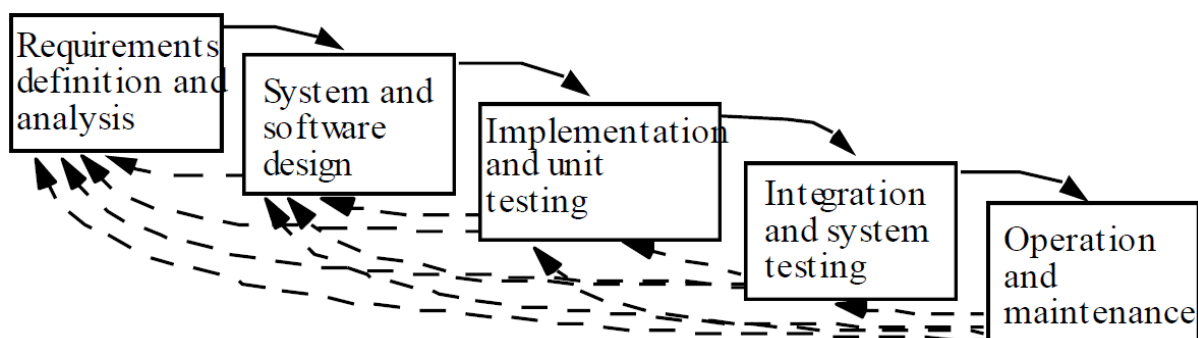 Requirements
definition and
analysis
System and
software
design
Implementation
and unit
testing
Integration
and system
testing
Operation
and
maintenance